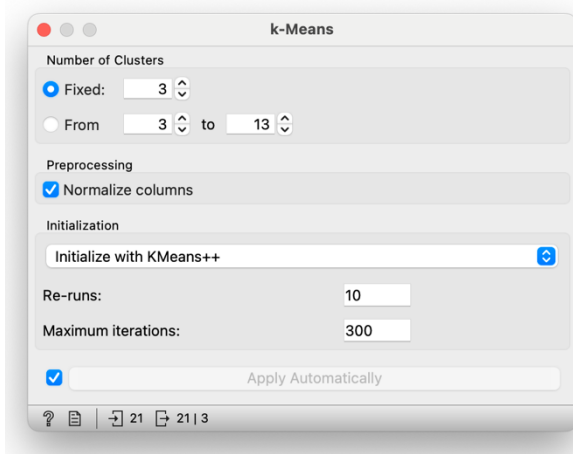 k-Means
Number of Clusters
Fixed: 3
From 3 to 13
Preprocessing
Normalize columns
Initialization
Initialize with KMeans++
Re-runs: 10
Maximum iterations: 300
Apply Automatically
? 21 21 | 3